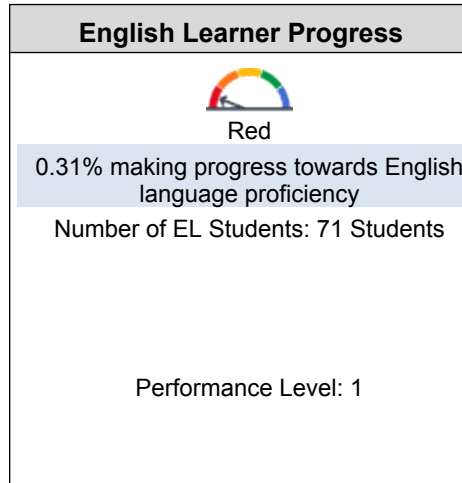 English Learner Progress
Red
0.31% making progress towards English
language proficiency
Number of EL Students: 71 Students
Performance Level: 1